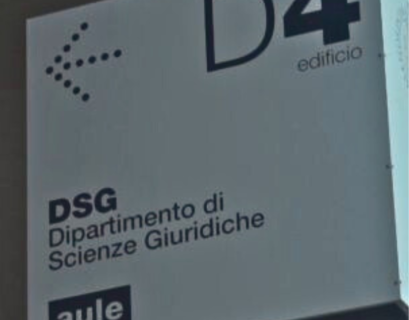 D4
edificio
DSG
Dipartimento di
Scienze Giuridiche
aule